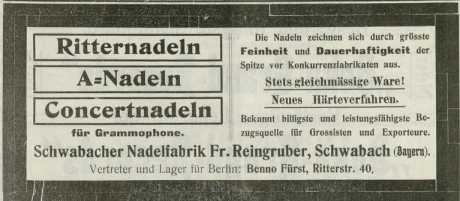 Ritternadeln
A=Nadeln
Concertnadeln
für Grammophone.
Die Nadeln zeichnen sich durch grösste
Feinheit und Dauerhaftigkeit der
Spitze vor Konkurrenzfabrikaten aus.
Stets gleichmässige Ware!
Neues Härteverfahren.
Bekannt billigste und leistungsfähigste Be-
zugsquelle für Grossisten und Exporteure.
Schwabacher Nadelfabrik Fr. Reingruber, Schwabach (Bayern).
Vertreter und Lager für Berlin: Benno Fürst, Ritterstr. 40.